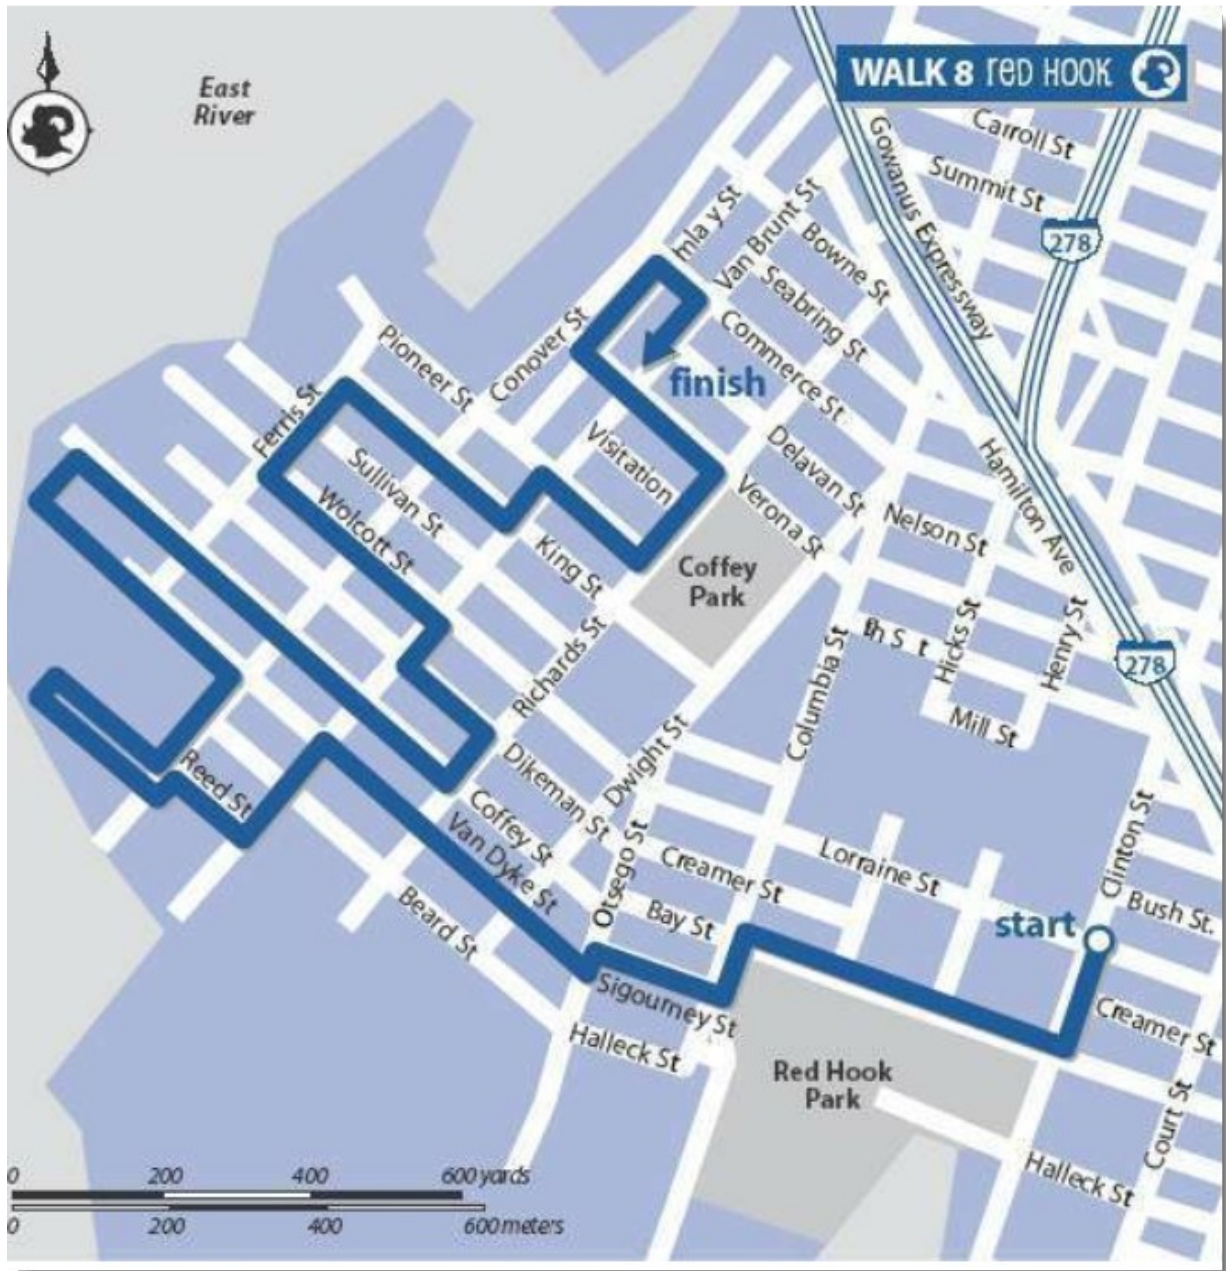 WALK 8 red HOOK
East
River
Carroll St
Summit St
Gowanus Expressway
278
mla y St
Van Brunt St
Bowne St
Seabring St
Commerce St
Pioneer St
Conover St
finish
Ferris St
Visitation
Delavan St
Sullivan St
Wolcott St
Verona St
Nelson St
Hamilton Ave
King St
Coffey
Park
h S t
Hicks St
Henry St
278
Richards St
Columbia St
Mill St
Dwight St
Dikeman St
Reed St
Coffey St
Van Dyke St
Otsego St
Creamer St
Lorraine St
Clinton St
Bush St.
Bay St
start
Beard St
Sigourney St
Creamer St
Halleck St
Red Hook
Park
Court St
Halleck St
0 200 400 600 yards
0 200 400 600 meters